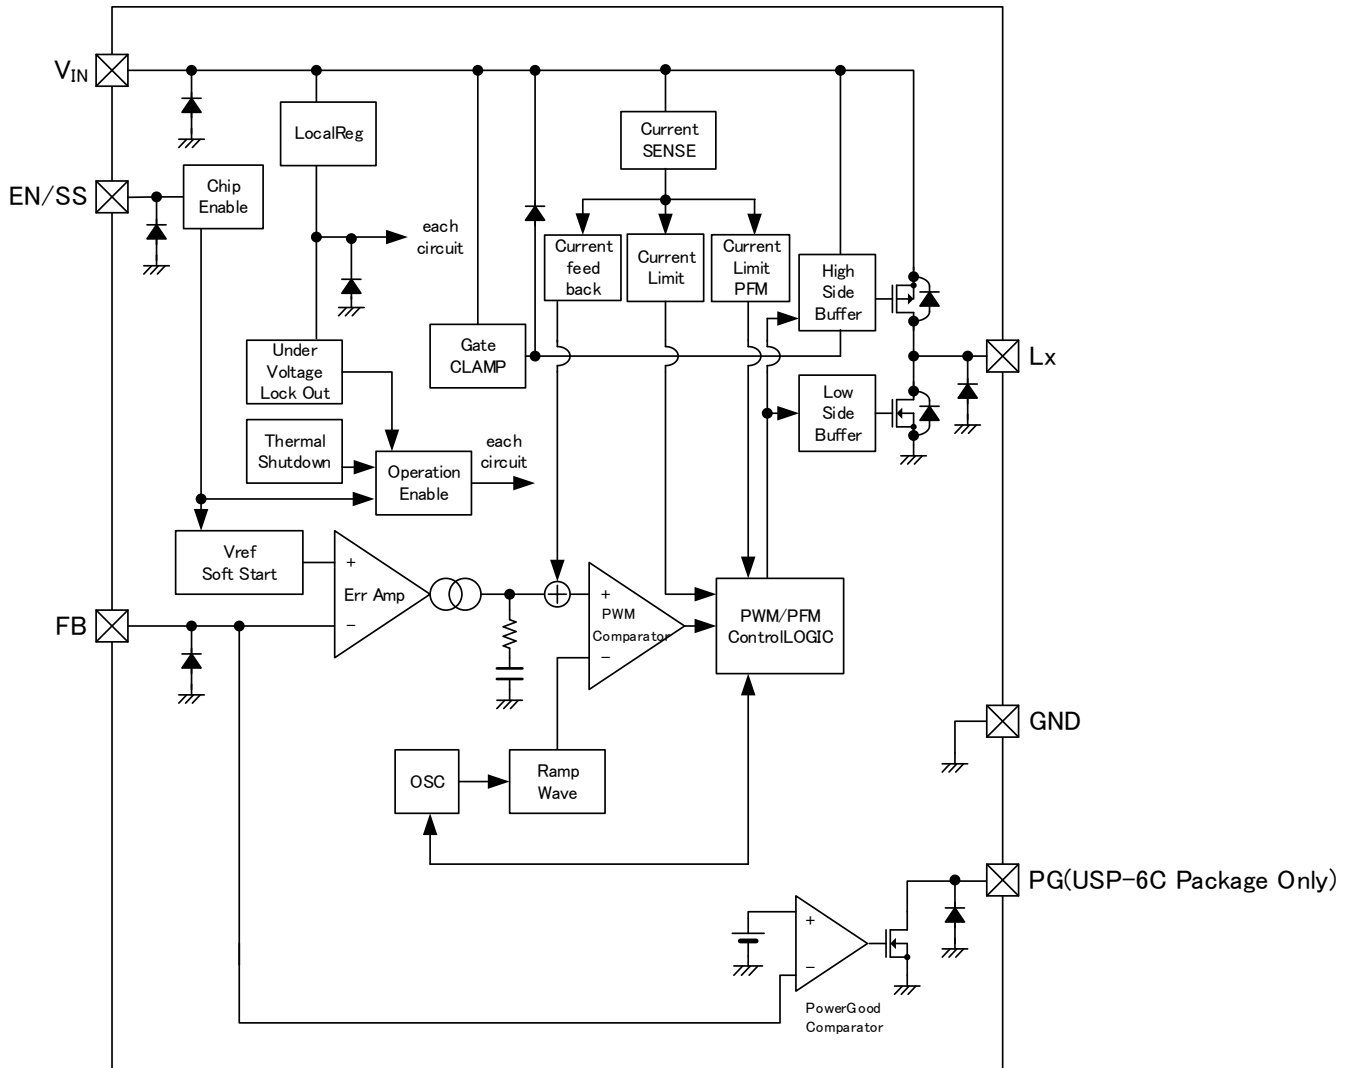 VIN
LocalReg
Current
SENSE
EN/SS
Chip
Enable
each
circuit
Current
feed
back
Current
Limit
Current
Limit
PFM
High
Side
Buffer
Under
Voltage
Lock Out
Gate
CLAMP
Lx
Low
Side
Buffer
Thermal
Shutdown
Operation
Enable
each
circuit
Vref
Soft Start
+
Err Amp
−
+
PWM
Comparator
−
PWM/PFM
ControlLOGIC
FB
GND
OSC
Ramp
Wave
PG(USP-6C Package Only)
+
−
PowerGood
Comparator